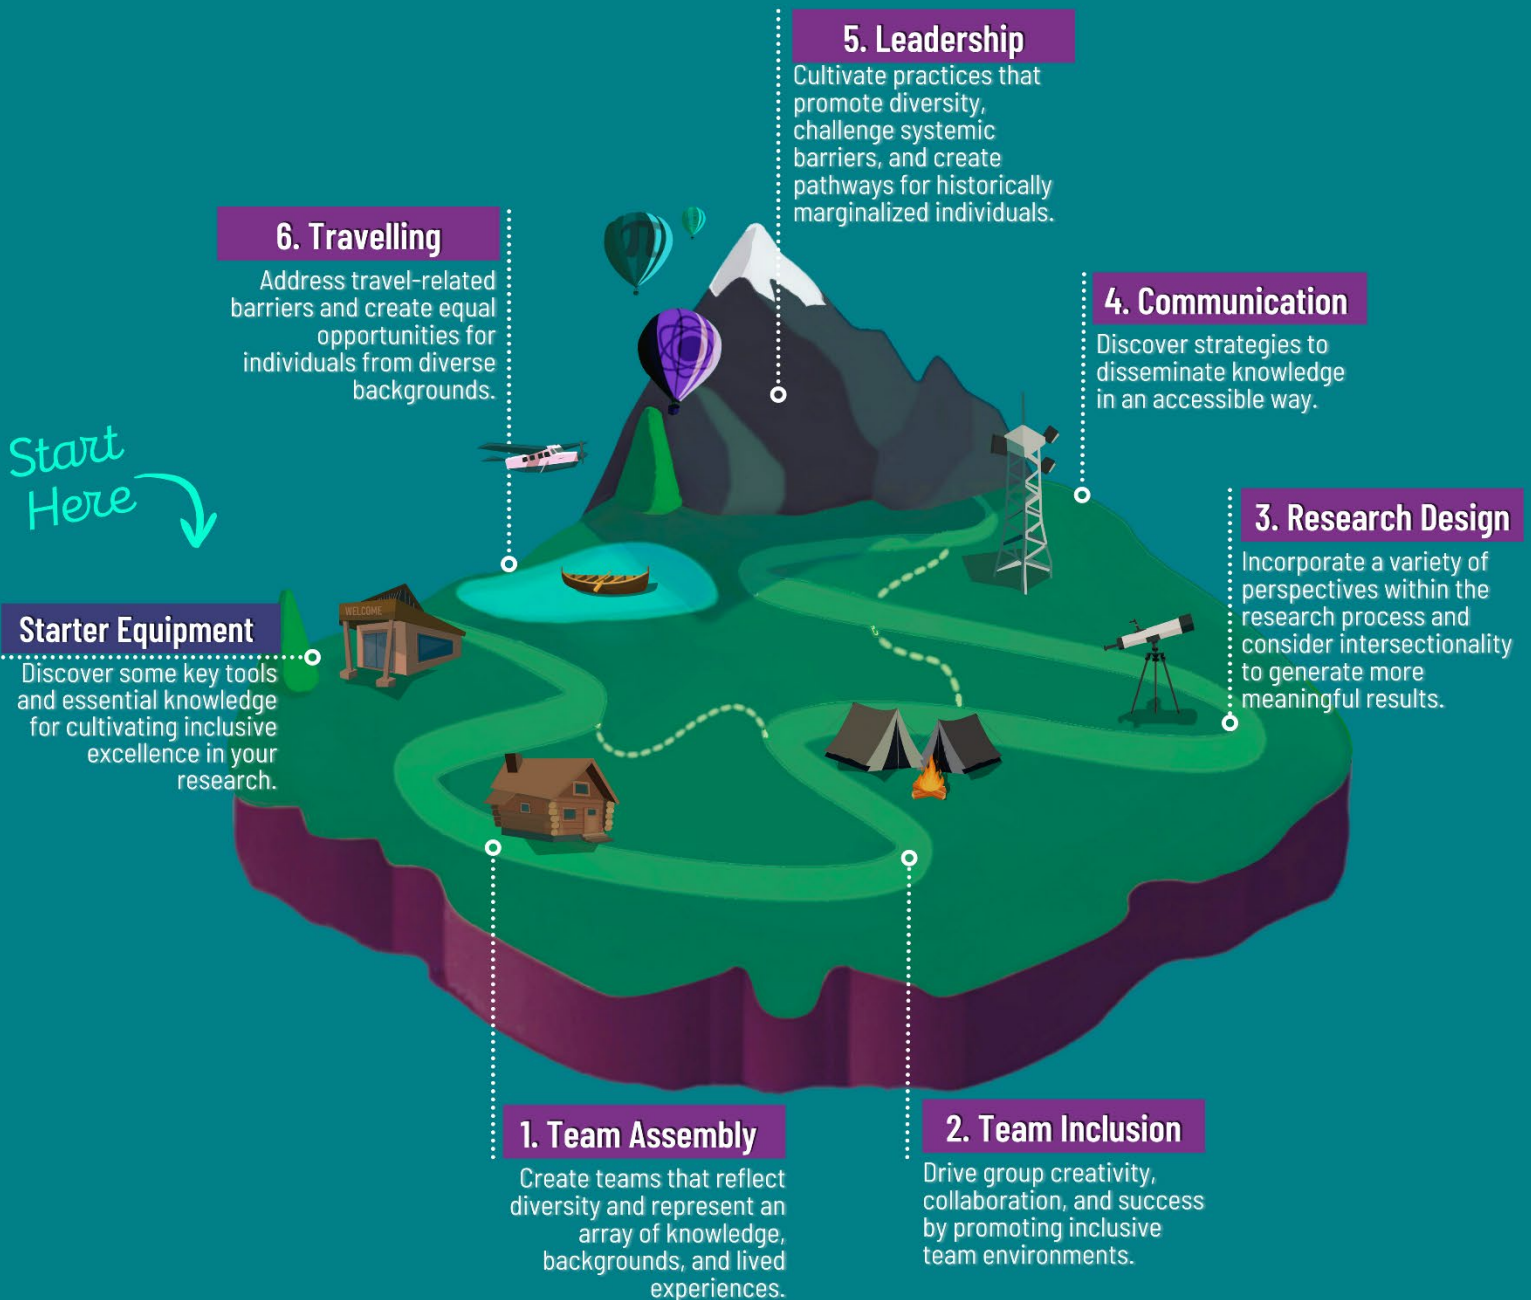 Start
Here
Starter Equipment
Discover some key tools
and essential knowledge
for cultivating inclusive
excellence in your
research.
WELCOME
1. Team Assembly
Create teams that reflect
diversity and represent an
array of knowledge,
backgrounds, and lived
experiences.
2. Team Inclusion
Drive group creativity,
collaboration, and success
by promoting inclusive
team environments.
3. Research Design
Incorporate a variety of
perspectives within the
research process and
consider intersectionality
to generate more
meaningful results.
4. Communication
Discover strategies to
disseminate knowledge
in an accessible way.
5. Leadership
Cultivate practices that
promote diversity,
challenge systemic
barriers, and create
pathways for historically
marginalized individuals.
6. Travelling
Address travel-related
barriers and create equal
opportunities for
individuals from diverse
backgrounds.